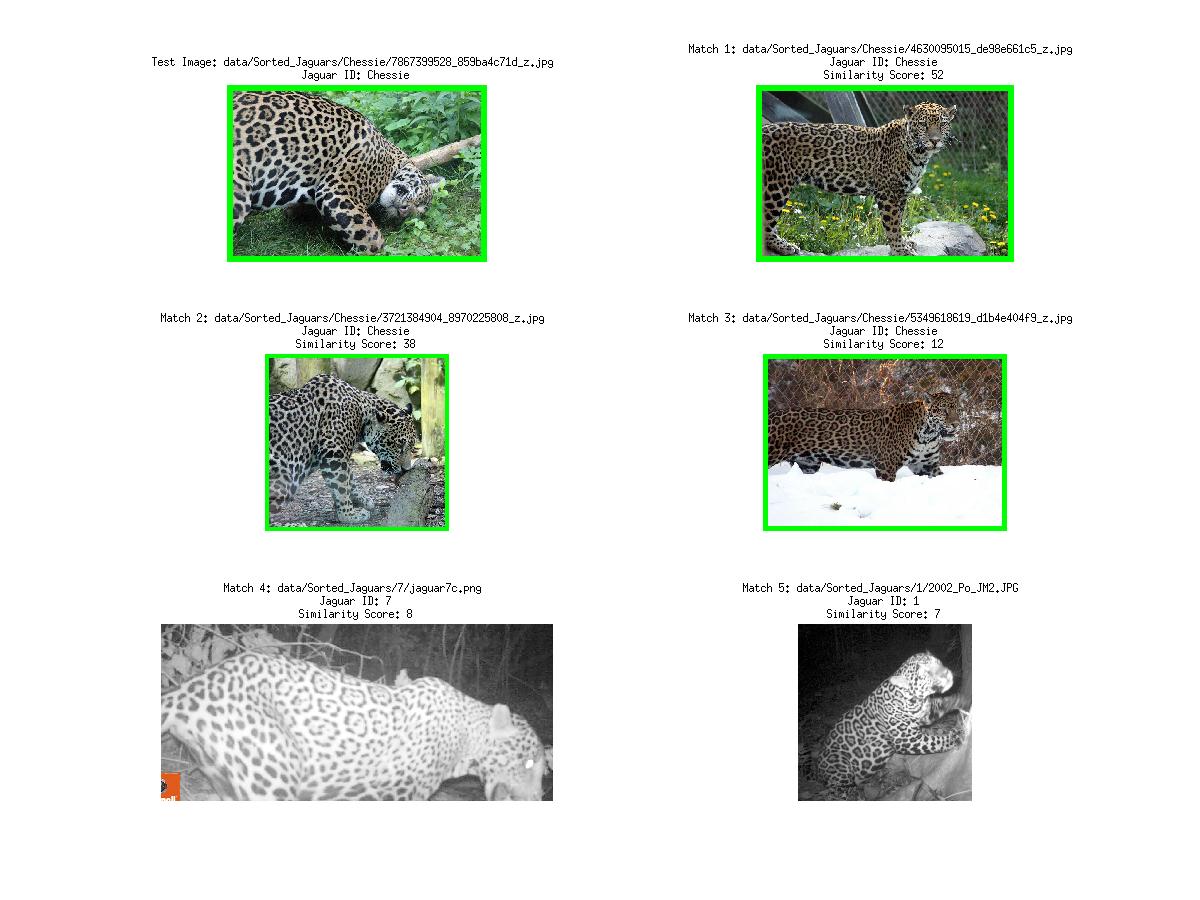 Test Image: data/Sorted_Jaguars/Chessie/7867399528_859ba4c71d_z.jpg
Jaguar ID: Chessie
Match 1: data/Sorted_Jaguars/Chessie/4630095015_de98e661c5_z.jpg
Jaguar ID: Chessie
Similarity Score: 52
Match 2: data/Sorted_Jaguars/Chessie/3721384904_8970225808_z.jpg
Jaguar ID: Chessie
Similarity Score: 38
Match 3: data/Sorted_Jaguars/Chessie/5349618619_d1b4e404f9_z.jpg
Jaguar ID: Chessie
Similarity Score: 12
Match 4: data/Sorted_Jaguars/7/jaguar7c.png
Jaguar ID: 7
Similarity Score: 8
Match 5: data/Sorted_Jaguars/1/2002_Po_JM2.JPG
Jaguar ID: 1
Similarity Score: 7